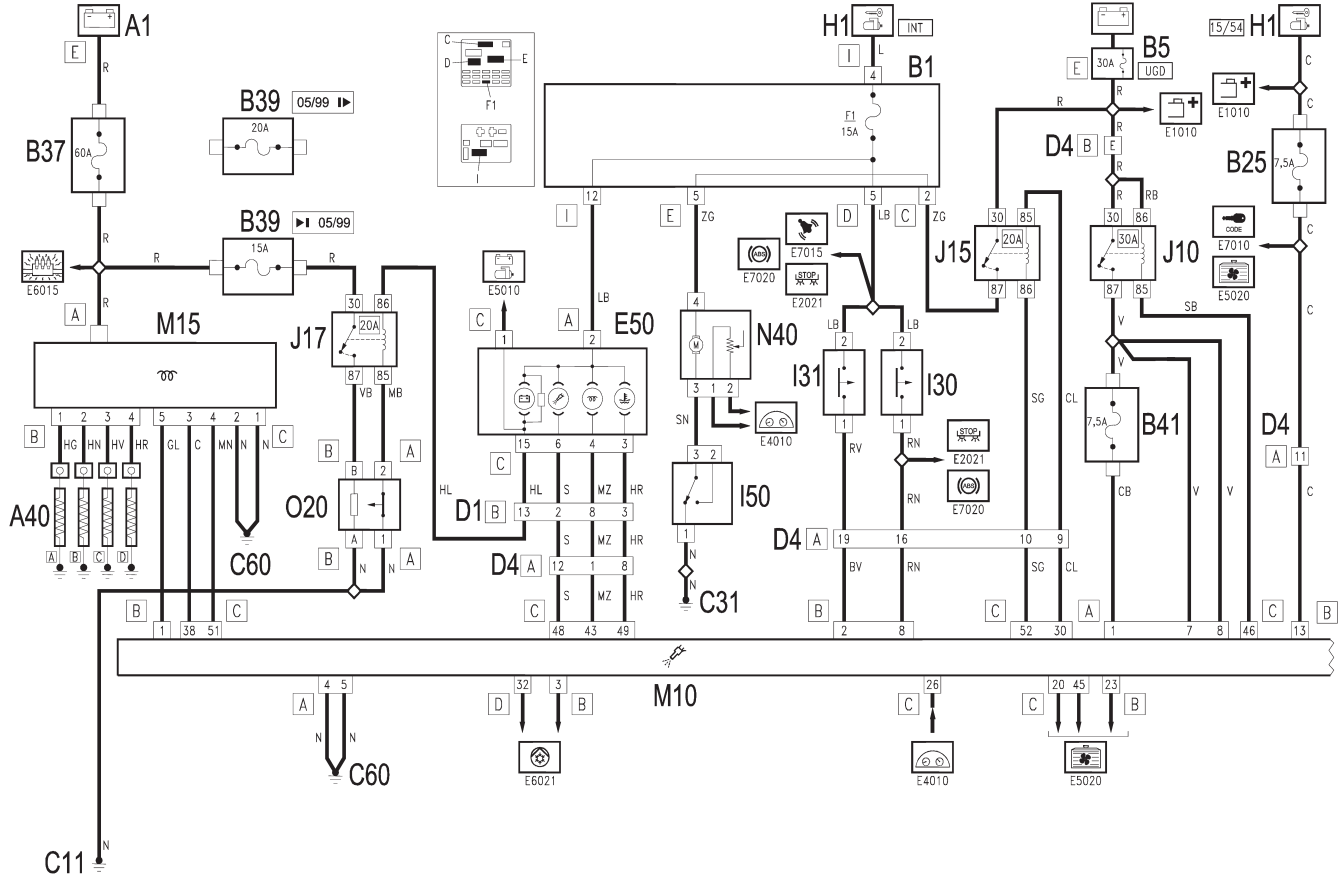 A1
H1
INT
15/54
H1
E
C
D
E
F1
I
L
B1
4
F1
15A
E
30A
B5
UGD
C
R
B39
05/99
20A
B37
60A
R
E1010
E1010
C
D4
B
E
R
B25
7,5A
R
RB
12
5
5
2
I
E
D
C
ZG
LB
ZG
30
85
30
86
R
B39
05/99
15A
E7015
ABS
E7020
STOP
E2021
J15
20A
J10
30A
CODE
E7010
C
E6015
R
R
E5010
E5020
87
86
87
85
R
A
M15
J17
30
86
20A
87
85
VB
MB
C
1
LB
A
2
E50
4
N40
M
3
1
2
LB
LB
2
2
I31
I30
1
1
V
SB
C
V
B41
7,5A
1
2
3
4
5
3
4
2
1
B
HG
HN
HV
HR
GL
C
MN
N
N
C
15
6
4
3
C
SN
E4010
RV
RN
STOP
E2021
ABS
E7020
SG
CL
D4
A
11
B
A
B
2
O20
A
1
B
A
N
N
3
2
I50
1
A40
A
B
C
D
C60
HL
HL
S
MZ
HR
D1
B
13
2
8
3
S
MZ
HR
D4
A
12
1
8
S
MZ
HR
N
N
C31
RN
D4
A
19
16
10
9
BV
RN
SG
CL
CB
V
V
C
B
C
C
B
C
A
C
B
1
38
51
48
43
49
2
8
52
30
1
7
8
46
13
M10
4
5
32
3
26
20
45
23
A
D
B
C
C
B
N
N
C60
E6021
E4010
E5020
C11
N